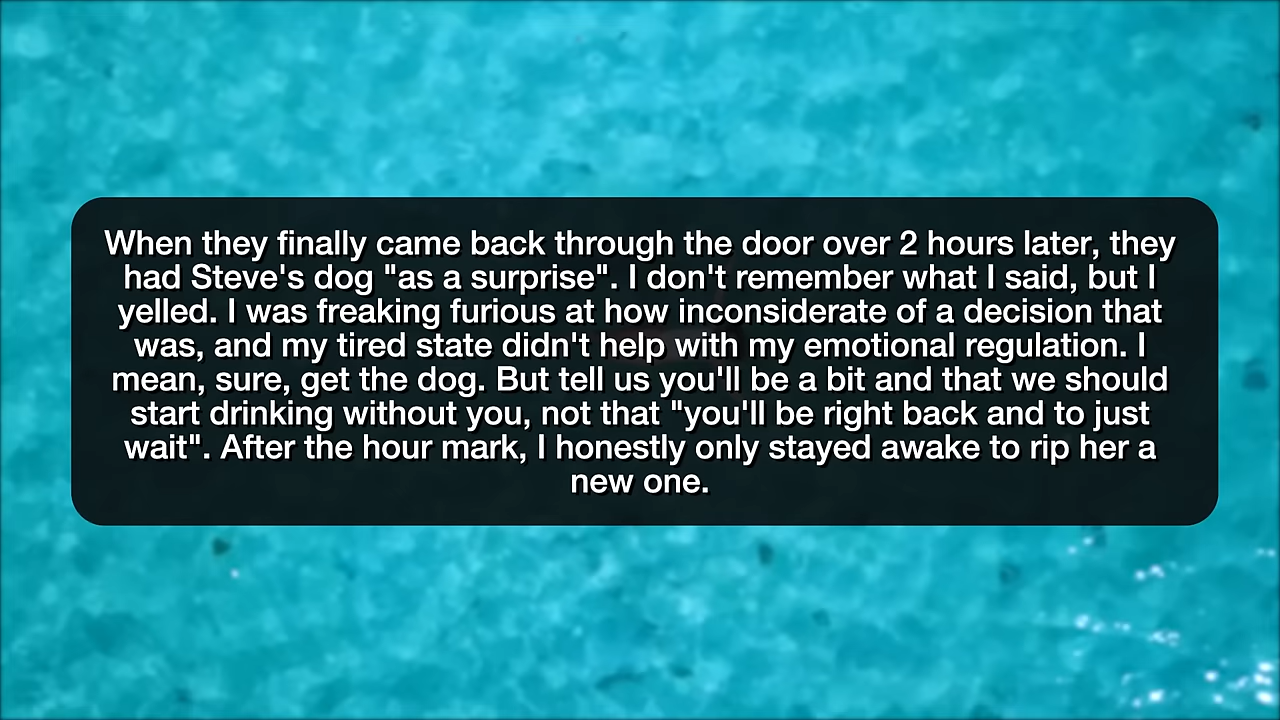 When they finally came back through the door over 2 hours later, they
had Steve's dog "as a surprise". I don't remember what I said, but I
yelled. I was freaking furious at how inconsiderate of a decision that
was, and my tired state didn't help with my emotional regulation. I
mean, sure, get the dog. But tell us you'll be a bit and that we should
start drinking without you, not that "you'll be right back and to just
wait". After the hour mark, I honestly only stayed awake to rip her a
new one.